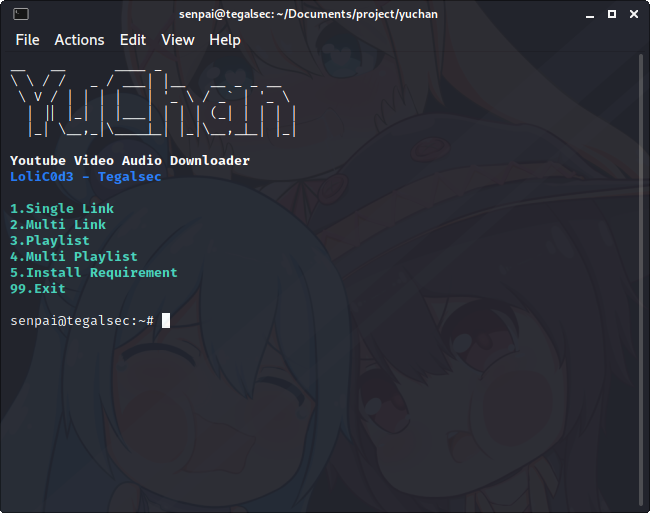 senpai@tegalsec: ~/Documents/project/yuchan
File Actions Edit View Help
YuChan
Youtube Video Audio Downloader
LoliC0d3 - Tegalsec
1.Single Link
2.Multi Link
3.Playlist
4.Multi Playlist
5.Install Requirement
99.Exit
senpai@tegalsec:~#